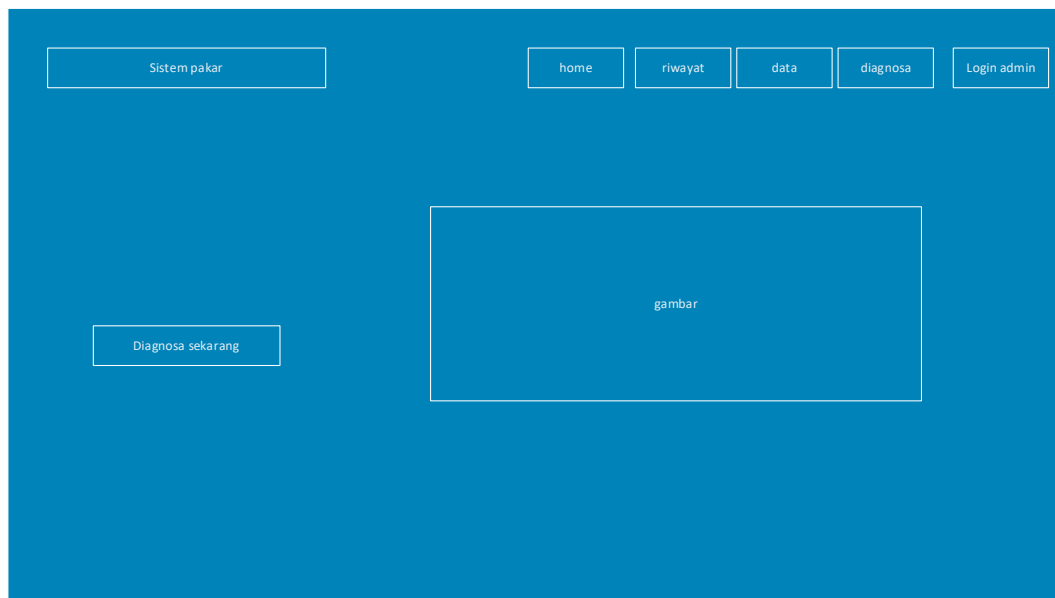 Sistem pakar
home
riwayat
data
diagnosa
Login admin
gambar
Diagnosa sekarang